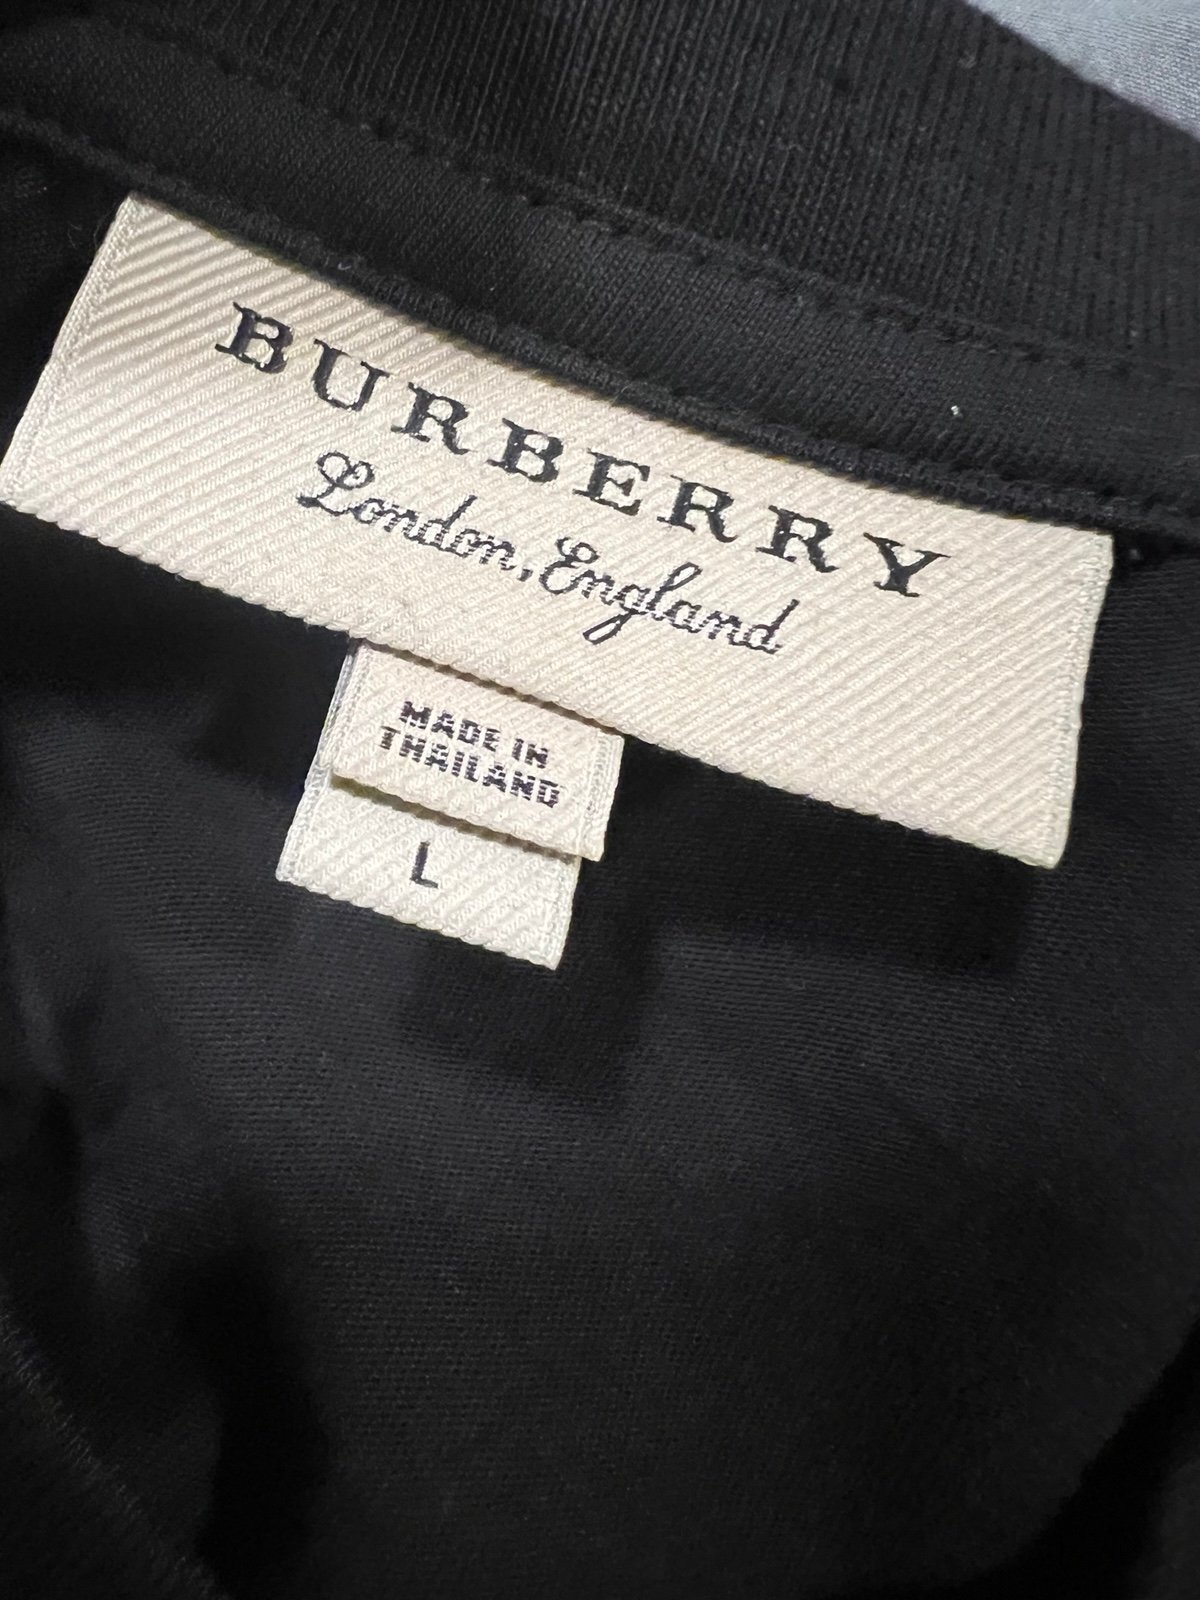 BURBERRY
London, England
MADE IN
THAILAND
L